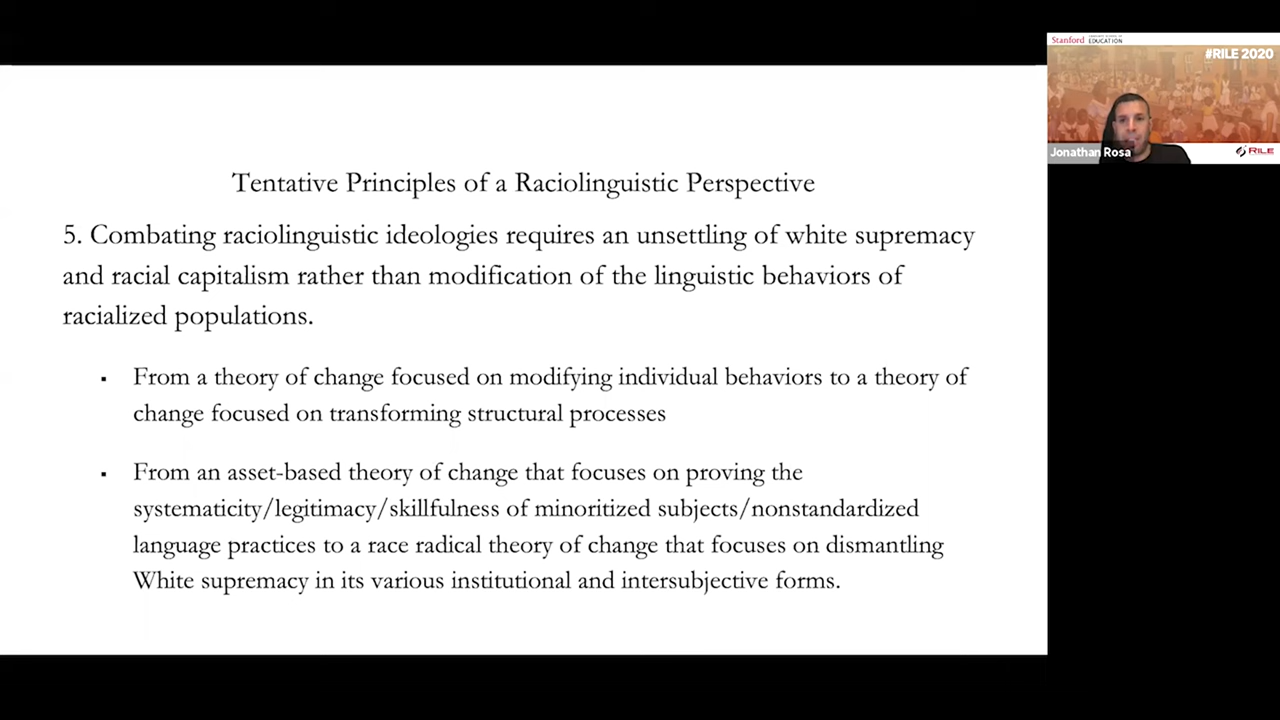 Tentative Principles of a Raciolinguistic Perspective
5. Combating raciolinguistic ideologies requires an unsettling of white supremacy
and racial capitalism rather than modification of the linguistic behaviors of
racialized populations.
▪ From a theory of change focused on modifying individual behaviors to a theory of
change focused on transforming structural processes
▪ From an asset-based theory of change that focuses on proving the
systematicity/legitimacy/skillfulness of minoritized subjects/nonstandardized
language practices to a race radical theory of change that focuses on dismantling
White supremacy in its various institutional and intersubjective forms.
Stanford EDUCATION
#RILE 2020
Jonathan Rosa
RILE